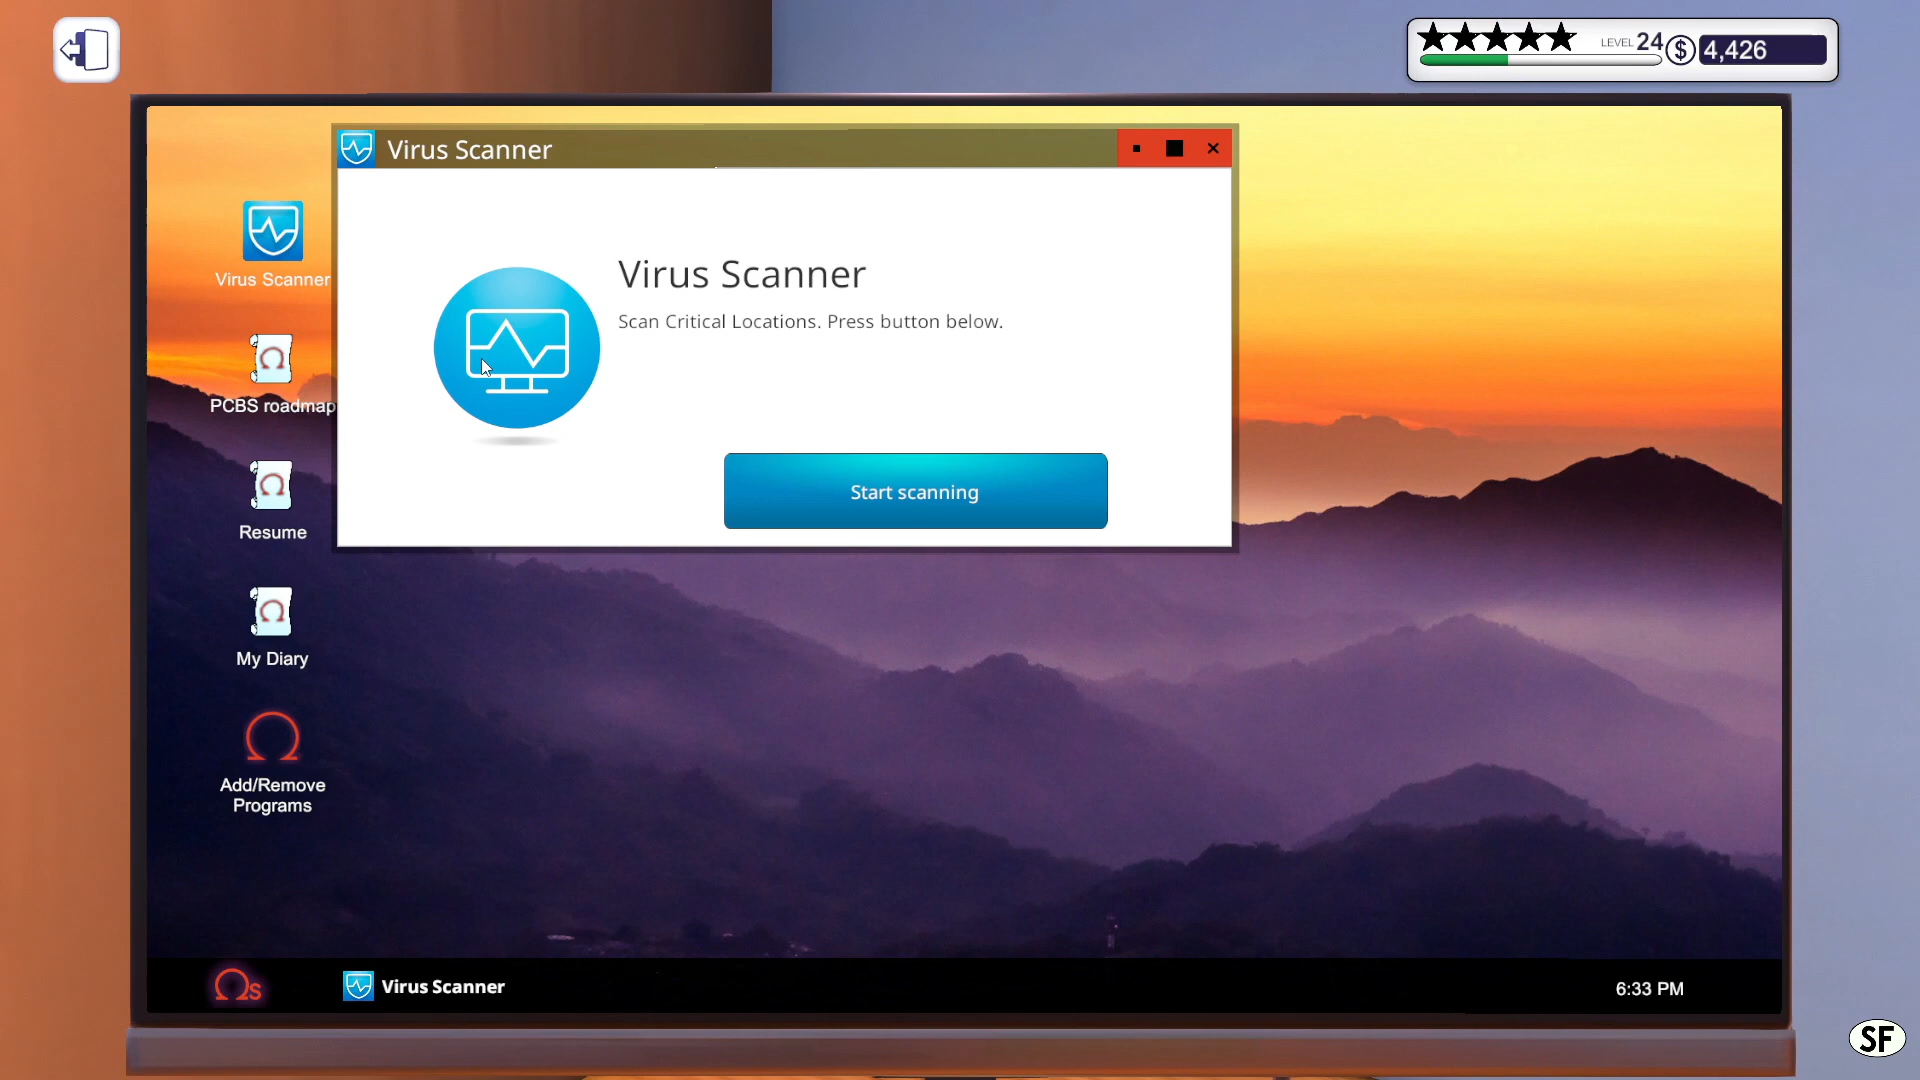 LEVEL 24
$ 4,426
Virus Scanner
Virus Scanner
Virus Scanner
Scan Critical Locations. Press button below.
Start scanning
PCBS roadmap
Resume
My Diary
Add/Remove
Programs
Ωs
Virus Scanner
6:33 PM
SF